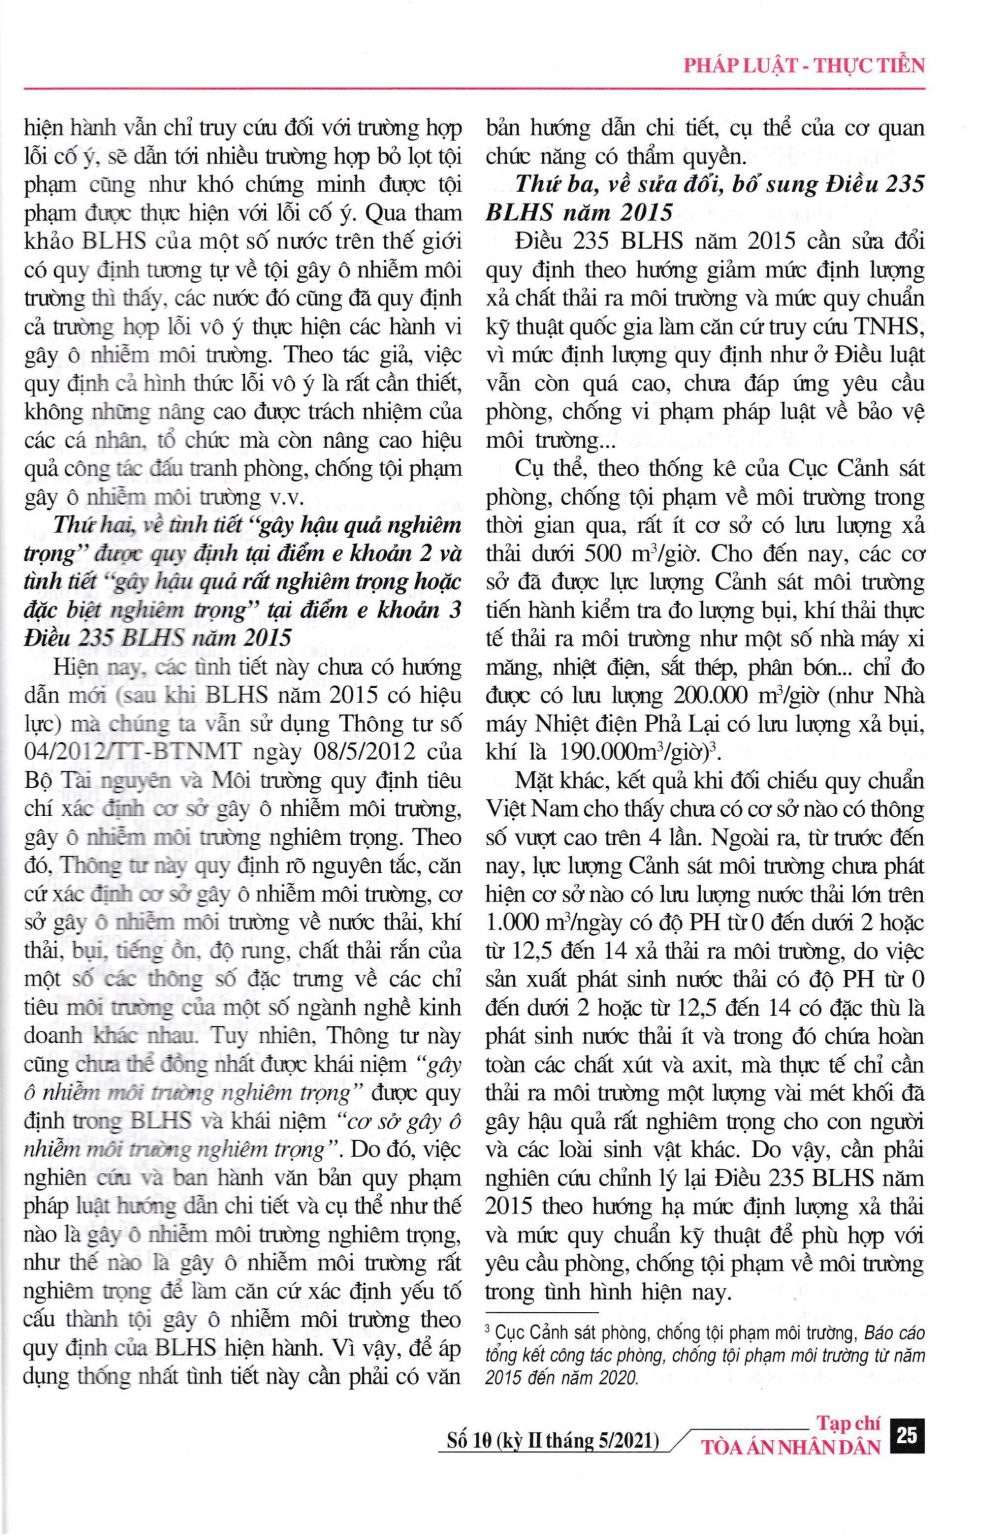 PHÁP LUẬT - THỰC TIỄN
hiện hành vẫn chỉ truy cứu đối với trường hợp
lỗi cố ý, sẽ dẫn tới nhiều trường hợp bỏ lọt tội
phạm cũng như khó chứng minh được tội
phạm được thực hiện với lỗi cố ý. Qua tham
khảo BLHS của một số nước trên thế giới
có quy định tương tự về tội gây ô nhiễm môi
trường thì thấy, các nước đó cũng đã quy định
cả trường hợp lỗi vô ý thực hiện các hành vi
gây ô nhiễm môi trường. Theo tác giả, việc
quy định cả hình thức lỗi vô ý là rất cần thiết,
không những nâng cao được trách nhiệm của
các cá nhân, tổ chức mà còn nâng cao hiệu
quả công tác đấu tranh phòng, chống tội phạm
gây ô nhiễm môi trường v.v.
Thứ hai, về tình tiết “gây hậu quả nghiêm
trọng” được quy định tại điểm e khoản 2 và
tình tiết “gây hậu quả rất nghiêm trọng hoặc
đặc biệt nghiêm trọng” tại điểm e khoản 3
Điều 235 BLHS năm 2015
Hiện nay, các tình tiết này chưa có hướng
dẫn mới (sau khi BLHS năm 2015 có hiệu
lực) mà chúng ta vẫn sử dụng Thông tư số
04/2012/TT-BTNMT ngày 08/5/2012 của
Bộ Tài nguyên và Môi trường quy định tiêu
chí xác định cơ sở gây ô nhiễm môi trường,
gây ô nhiễm môi trường nghiêm trọng. Theo
đó, Thông tư này quy định rõ nguyên tắc, căn
cứ xác định cơ sở gây ô nhiễm môi trường, cơ
sở gây ô nhiễm môi trường về nước thải, khí
thải, bụi, tiếng ồn, độ rung, chất thải rắn của
một số các thông số đặc trưng về các chỉ
tiêu môi trường của một số ngành nghề kinh
doanh khác nhau. Tuy nhiên, Thông tư này
cũng chưa thể đồng nhất được khái niệm “gây
ô nhiễm môi trường nghiêm trọng” được quy
định trong BLHS và khái niệm “cơ sở gây ô
nhiễm môi trường nghiêm trọng”. Do đó, việc
nghiên cứu và ban hành văn bản quy phạm
pháp luật hướng dẫn chi tiết và cụ thể như thế
nào là gây ô nhiễm môi trường nghiêm trọng,
như thế nào là gây ô nhiễm môi trường rất
nghiêm trọng để làm căn cứ xác định yếu tố
cấu thành tội gây ô nhiễm môi trường theo
quy định của BLHS hiện hành. Vì vậy, để áp
dụng thống nhất tình tiết này cần phải có văn
bản hướng dẫn chi tiết, cụ thể của cơ quan
chức năng có thẩm quyền.
Thứ ba, về sửa đổi, bổ sung Điều 235
BLHS năm 2015
Điều 235 BLHS năm 2015 cần sửa đổi
quy định theo hướng giảm mức định lượng
xả chất thải ra môi trường và mức quy chuẩn
kỹ thuật quốc gia làm căn cứ truy cứu TNHS,
vì mức định lượng quy định như ở Điều luật
vẫn còn quá cao, chưa đáp ứng yêu cầu
phòng, chống vi phạm pháp luật về bảo vệ
môi trường...
Cụ thể, theo thống kê của Cục Cảnh sát
phòng, chống tội phạm về môi trường trong
thời gian qua, rất ít cơ sở có lưu lượng xả
thải dưới 500 m³/giờ. Cho đến nay, các cơ
sở đã được lực lượng Cảnh sát môi trường
tiến hành kiểm tra đo lượng bụi, khí thải thực
tế thải ra môi trường như một số nhà máy xi
măng, nhiệt điện, sắt thép, phân bón... chỉ đo
được có lưu lượng 200.000 m³/giờ (như Nhà
máy Nhiệt điện Phả Lại có lưu lượng xả bụi,
khí là 190.000m³/giờ)³.
Mặt khác, kết quả khi đối chiếu quy chuẩn
Việt Nam cho thấy chưa có cơ sở nào có thông
số vượt cao trên 4 lần. Ngoài ra, từ trước đến
nay, lực lượng Cảnh sát môi trường chưa phát
hiện cơ sở nào có lưu lượng nước thải lớn trên
1.000 m³/ngày có độ PH từ 0 đến dưới 2 hoặc
từ 12,5 đến 14 xả thải ra môi trường, do việc
sản xuất phát sinh nước thải có độ PH từ 0
đến dưới 2 hoặc từ 12,5 đến 14 có đặc thù là
phát sinh nước thải ít và trong đó chứa hoàn
toàn các chất xút và axit, mà thực tế chỉ cần
thải ra môi trường một lượng vài mét khối đã
gây hậu quả rất nghiêm trọng cho con người
và các loài sinh vật khác. Do vậy, cần phải
nghiên cứu chỉnh lý lại Điều 235 BLHS năm
2015 theo hướng hạ mức định lượng xả thải
và mức quy chuẩn kỹ thuật để phù hợp với
yêu cầu phòng, chống tội phạm về môi trường
trong tình hình hiện nay.
³ Cục Cảnh sát phòng, chống tội phạm môi trường, Báo cáo
tổng kết công tác phòng, chống tội phạm môi trường từ năm
2015 đến năm 2020.
Số 10 (kỳ II tháng 5/2021)
Tạp chí
TÒA ÁN NHÂN DÂN
25